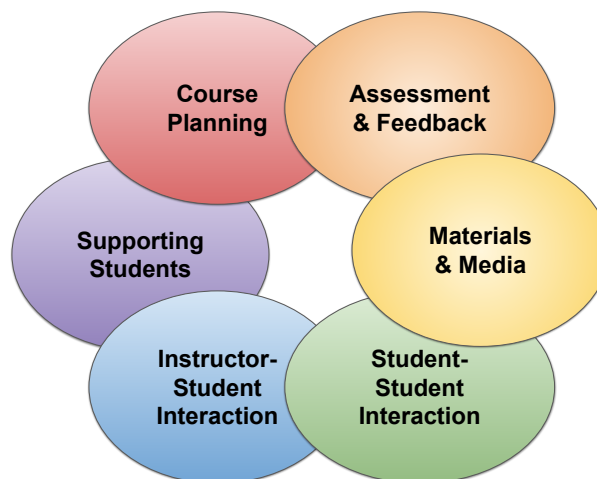 Course
Planning
Assessment
& Feedback
Supporting
Students
Materials
& Media
Instructor-
Student
Interaction
Student-
Student
Interaction